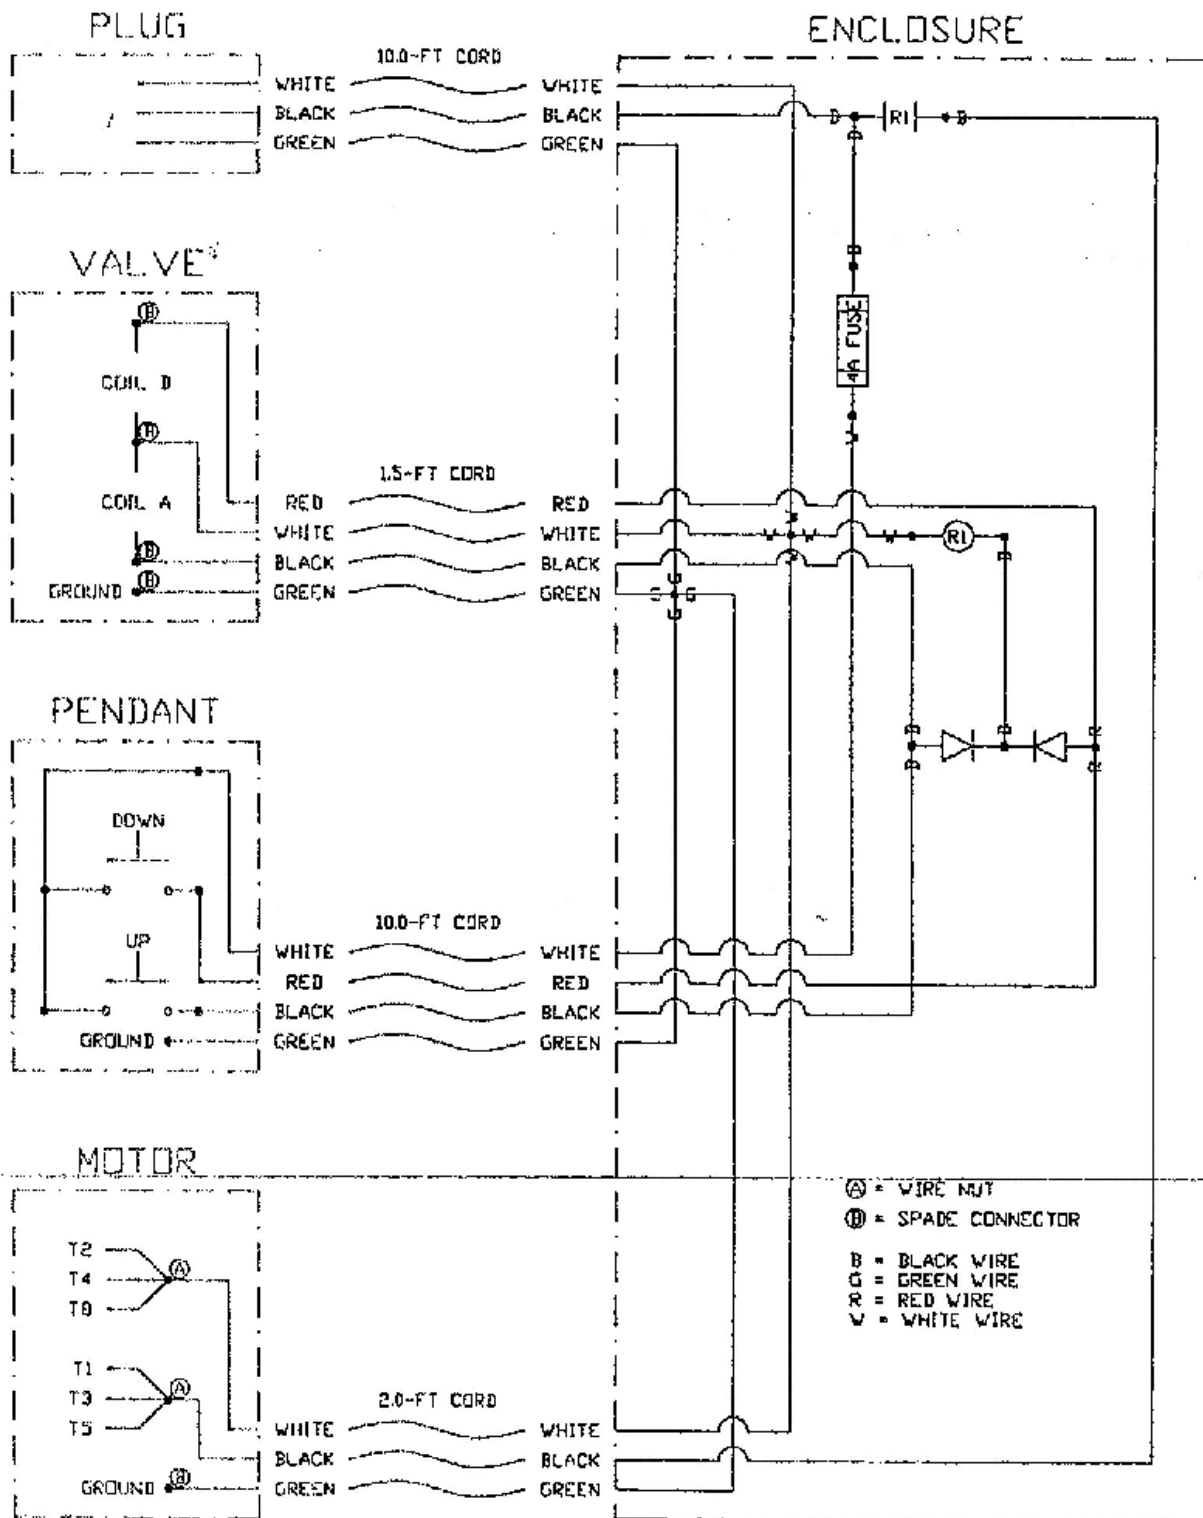 PLUG
ENCLOSURE
10.0-FT CORD
WHITE WHITE
BLACK BLACK
GREEN GREEN
B R1 B
B
B
4A FUSE
W
VALVE
B
COIL B
B
COIL A
B
GROUND B
1.5-FT CORD
RED RED
WHITE WHITE
BLACK BLACK
GREEN GREEN
W W W R1 B
G
G G
G
B B R
B R
PENDANT
DOWN
UP
GROUND
10.0-FT CORD
WHITE WHITE
RED RED
BLACK BLACK
GREEN GREEN
MOTOR
T2
T4 A
T8
T1
T3 A
T5
GROUND B
2.0-FT CORD
WHITE WHITE
BLACK BLACK
GREEN GREEN
A = WIRE NUT
B = SPADE CONNECTOR
B = BLACK WIRE
G = GREEN WIRE
R = RED WIRE
W = WHITE WIRE